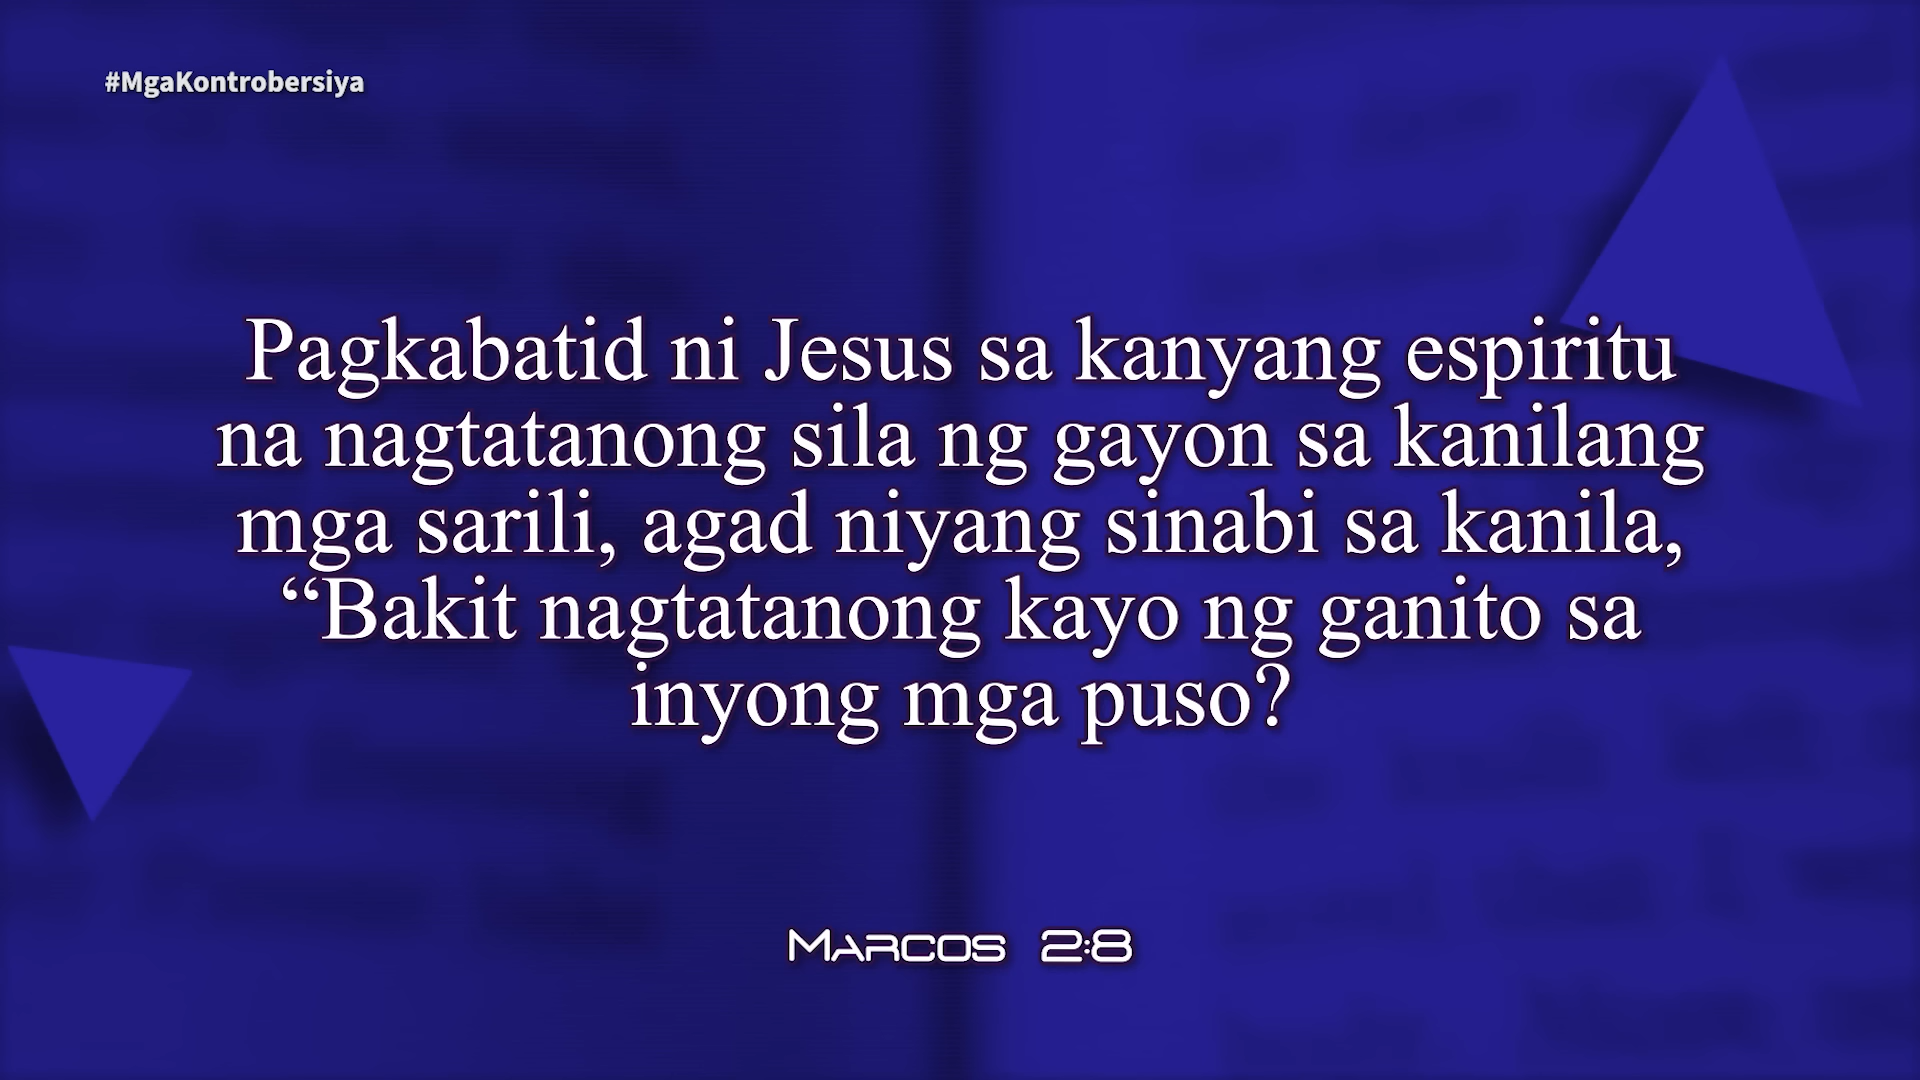 #MgaKontrobersiya
Pagkabatid ni Jesus sa kanyang espiritu
na nagtatanong sila ng gayon sa kanilang
mga sarili, agad niyang sinabi sa kanila,
“Bakit nagtatanong kayo ng ganito sa
inyong mga puso?
Marcos 2:8